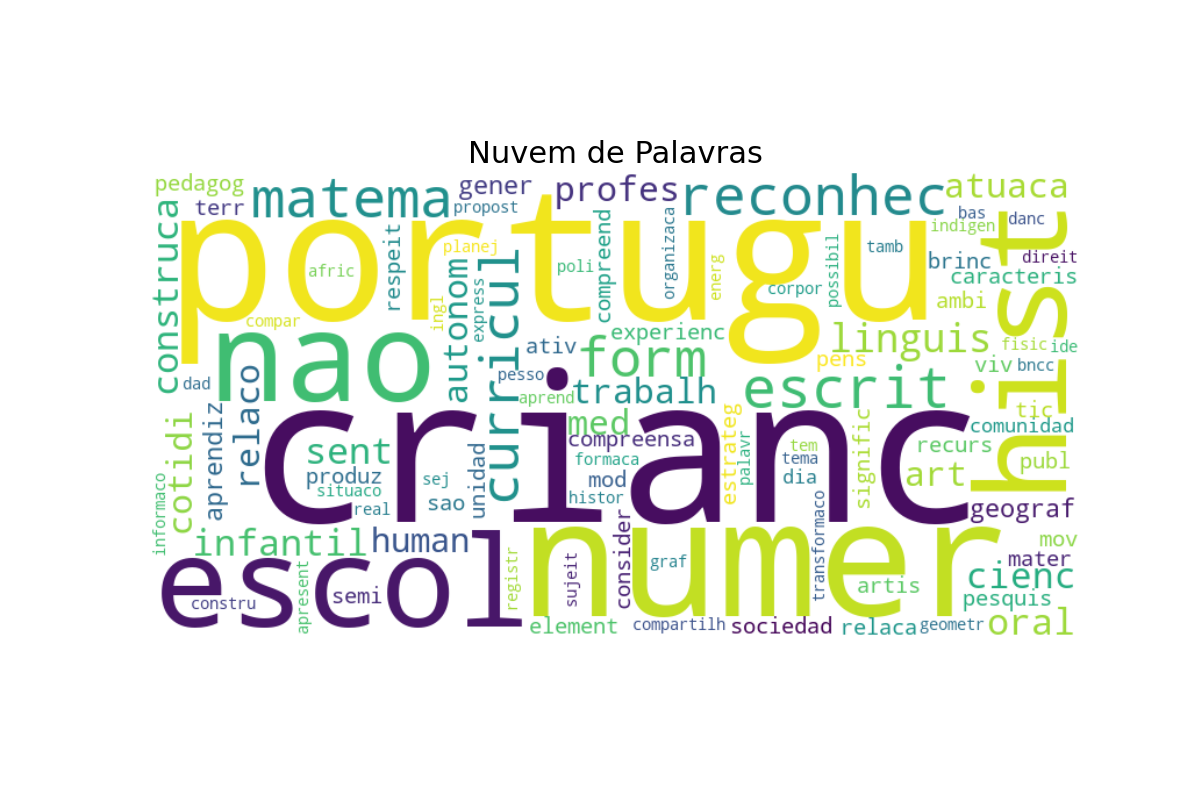 Nuvem de Palavras
pedagog
terr
matema
gener
propost
profes
reconhec
atuaca
bas
danc
indigen
direit
construca
portugu
afric
respeit
planej
poli
compreend
organizaca
energ
corpor
possibil
tamb
brinc
caracteris
ambi
hist
compar
ingl
autonom
express
curricul
nao
dad
experienc
ativ
form
pens
linguis
fisic
ide
viv
bncc
pesso
aprend
trabalh
escrit
tic
relaco
crianc
cotidi
aprendiz
sent
produz
situaco
real
sej
sao
unidad
med
compreensa
formaca
mod
histor
estrateg
palavr
tem
tema
dia
signific
comunidad
recurs
publ
art
geograf
informaco
infantil
human
escol
numer
constru
apresent
semi
registr
sujeit
consider
graf
transformaco
artis
mov
mater
cienc
pesquis
element
compartilh
sociedad
relaca
geometr
oral